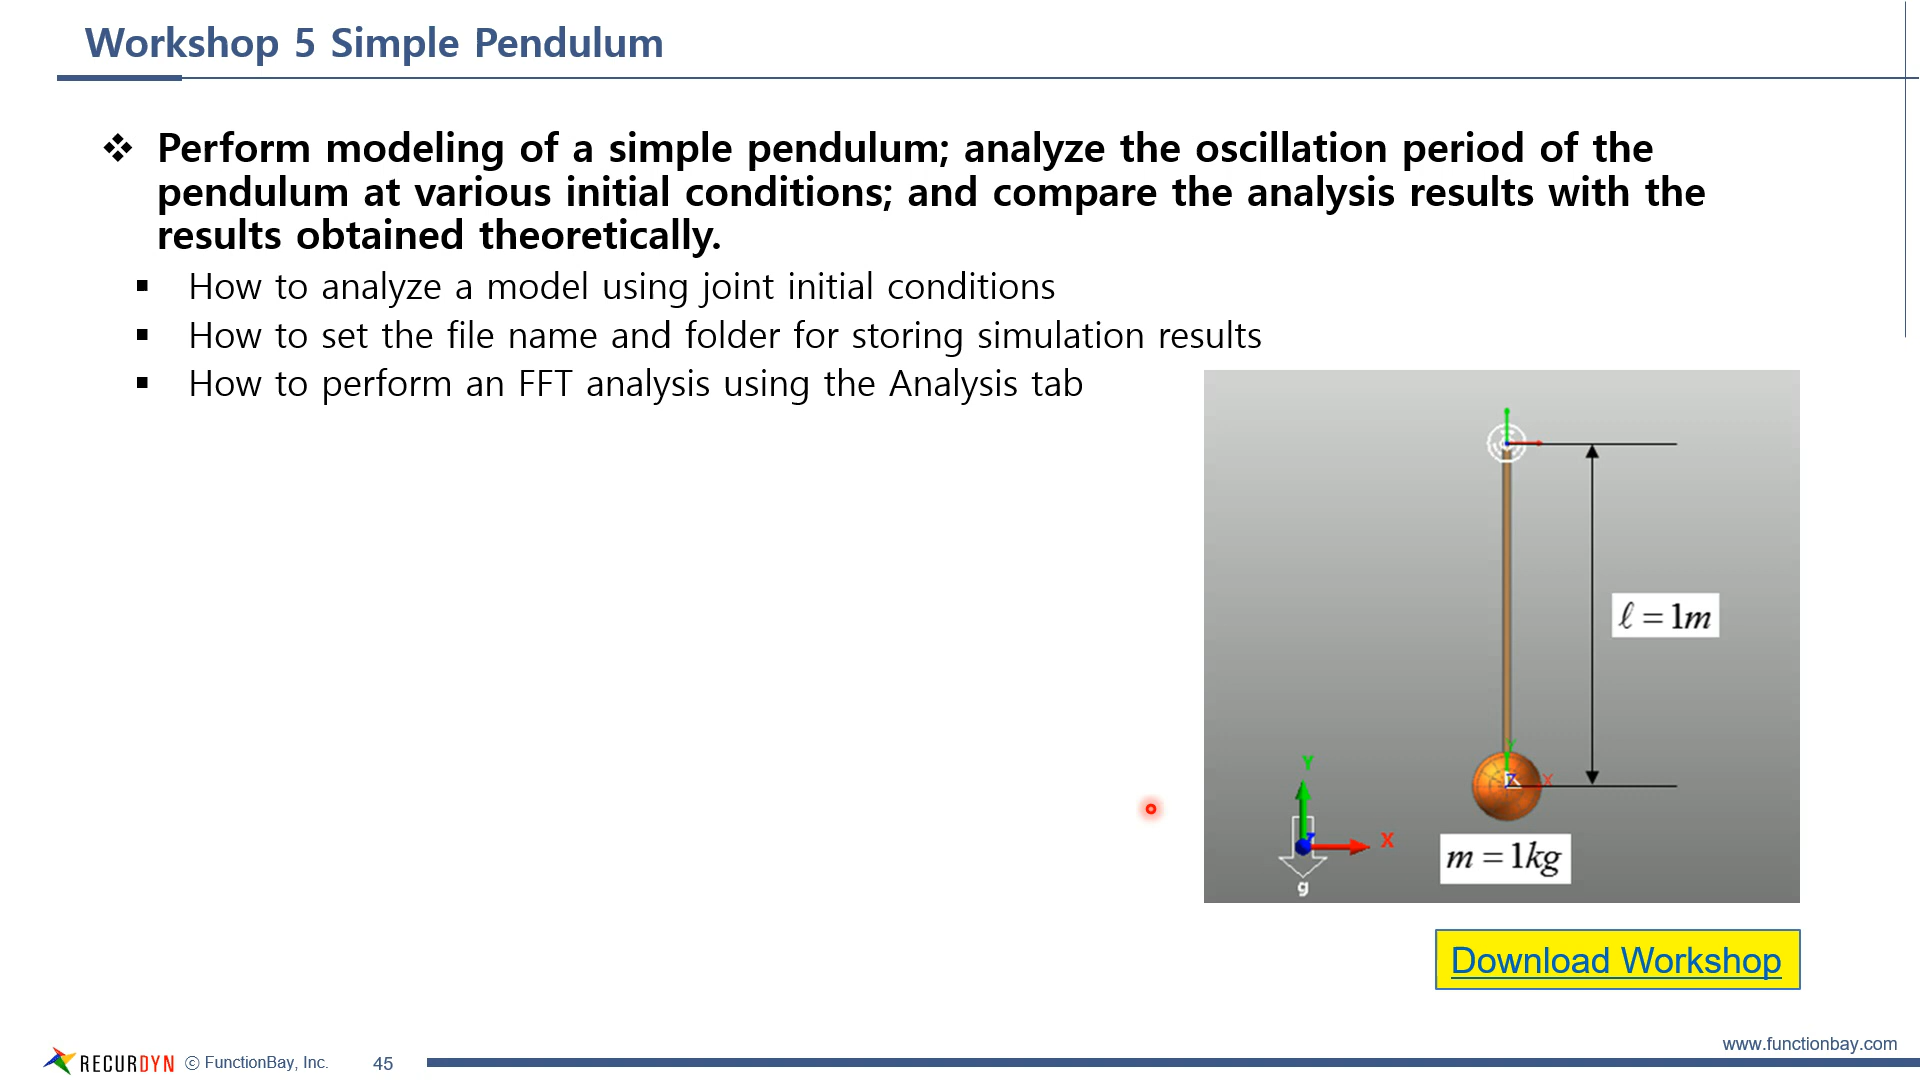 Workshop 5 Simple Pendulum
❖ Perform modeling of a simple pendulum; analyze the oscillation period of the
pendulum at various initial conditions; and compare the analysis results with the
results obtained theoretically.
▪ How to analyze a model using joint initial conditions
▪ How to set the file name and folder for storing simulation results
▪ How to perform an FFT analysis using the Analysis tab
ℓ = 1m
Y
X
Y
Z
X
g
m = 1kg
Download Workshop
www.functionbay.com
RECURDYN ⓒ FunctionBay, Inc. 45